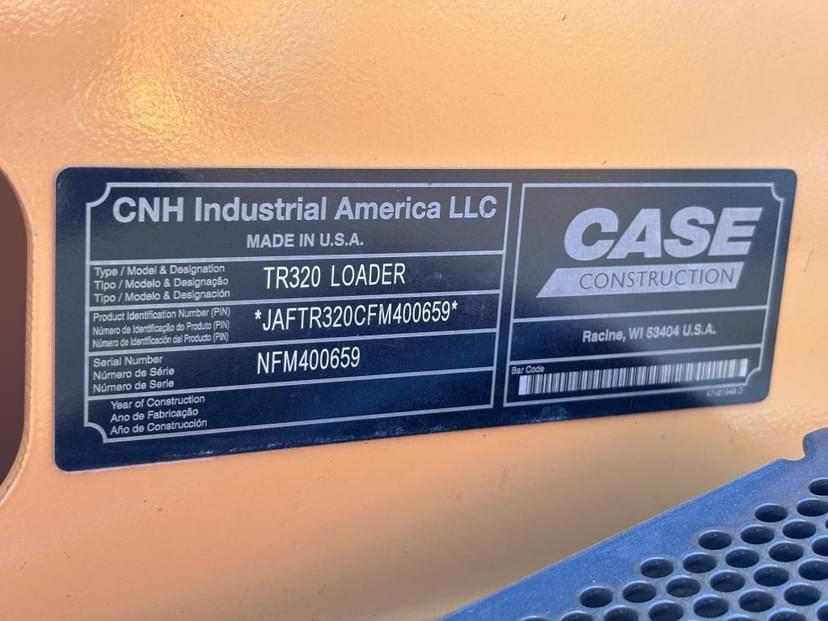 CNH Industrial America LLC
MADE IN U.S.A.
Type / Model & Designation
Tipo / Modelo & Designação
Tipo / Modelo & Designación
TR320 LOADER
Product Identification Number (PIN)
Número de Identificação do Produto (PIN)
Número de Identificación del Producto (PIN)
*JAFTR320CFM400659*
Serial Number
Número de Série
Número de Serie
NFM400659
Year of Construction
Ano de Fabricação
Año de Construcción
CASE
CONSTRUCTION
Racine, WI 53404 U.S.A.
Bar Code